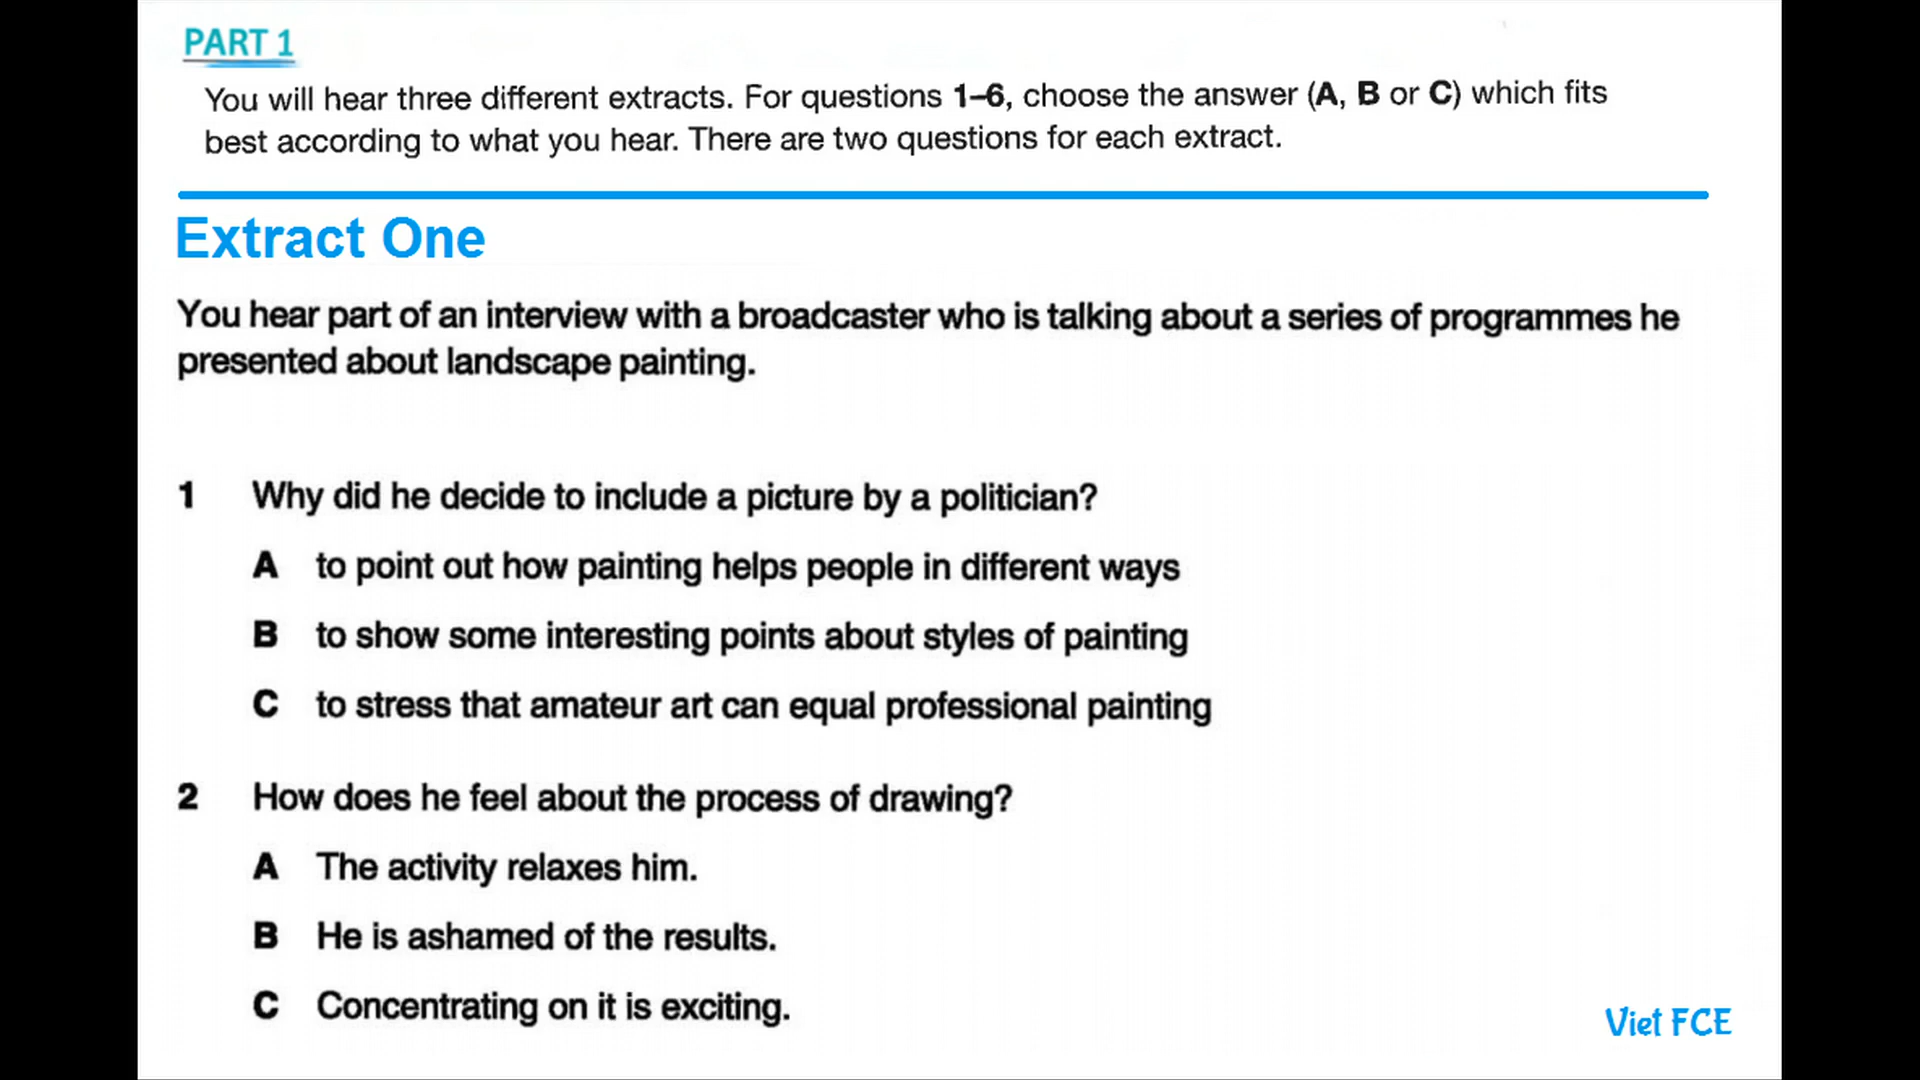 PART 1
You will hear three different extracts. For questions 1–6, choose the answer (A, B or C) which fits
best according to what you hear. There are two questions for each extract.
Extract One
You hear part of an interview with a broadcaster who is talking about a series of programmes he
presented about landscape painting.
1 Why did he decide to include a picture by a politician?
A to point out how painting helps people in different ways
B to show some interesting points about styles of painting
C to stress that amateur art can equal professional painting
2 How does he feel about the process of drawing?
A The activity relaxes him.
B He is ashamed of the results.
C Concentrating on it is exciting.
Viet FCE